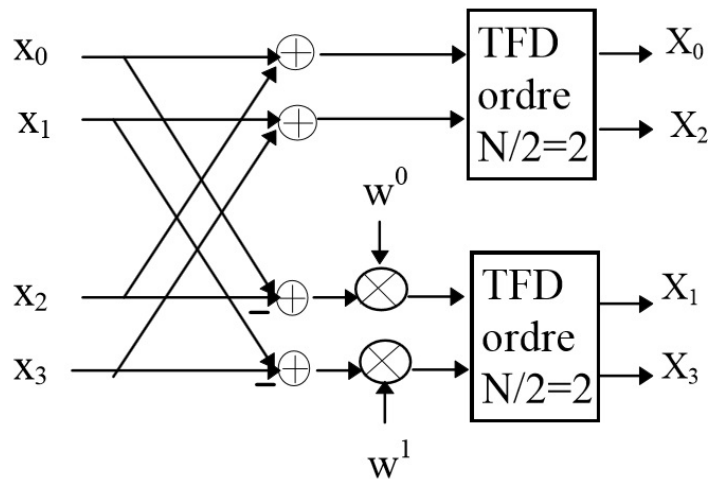 x₀
x₁
x₂
x₃
TFD
ordre
N/2=2
X₀
X₂
w⁰
w¹
TFD
ordre
N/2=2
X₁
X₃